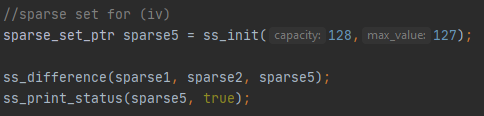 //sparse set for (iv)
sparse_set_ptr sparse5 = ss_init( capacity: 128, max_value: 127);
ss_difference(sparse1, sparse2, sparse5);
ss_print_status(sparse5, true);